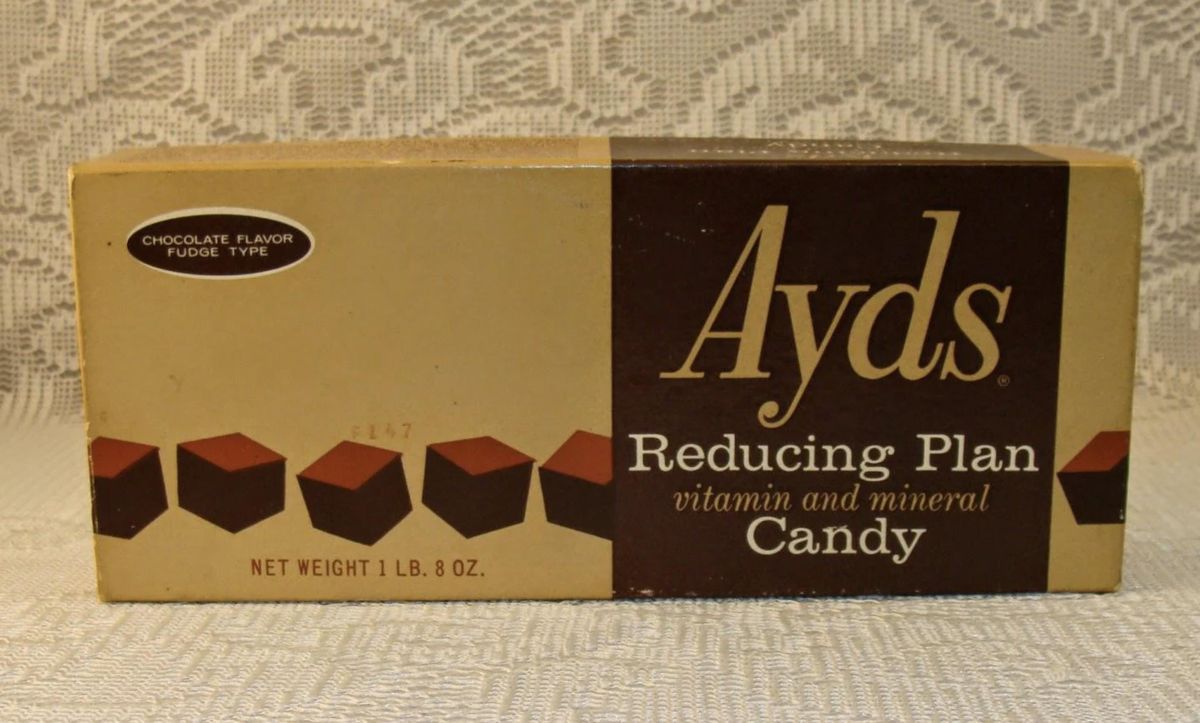 CHOCOLATE FLAVOR
FUDGE TYPE
Ayds®
Reducing Plan
vitamin and mineral
Candy
NET WEIGHT 1 LB. 8 OZ.